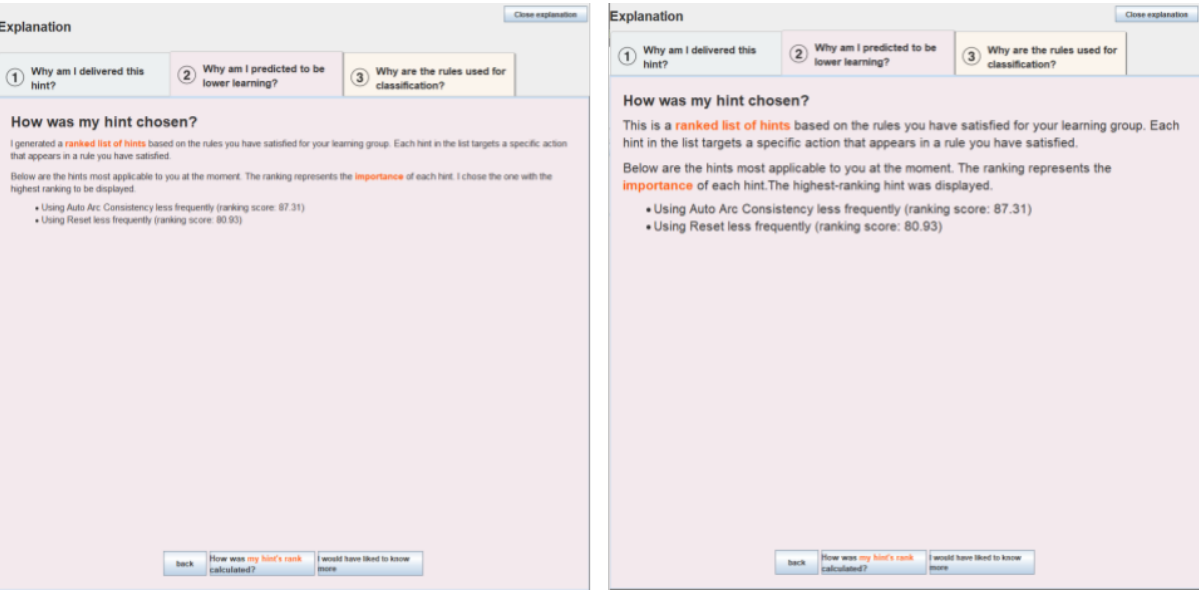 Explanation
Close explanation
1 Why am I delivered this
hint?
2 Why am I predicted to be
lower learning?
3 Why are the rules used for
classification?
How was my hint chosen?
I generated a ranked list of hints based on the rules you have satisfied for your learning group. Each hint in the list targets a specific action
that appears in a rule you have satisfied.
Below are the hints most applicable to you at the moment. The ranking represents the importance of each hint. I chose the one with the
highest ranking to be displayed.
• Using Auto Arc Consistency less frequently (ranking score: 87.31)
• Using Reset less frequently (ranking score: 80.93)
back
How was my hint's rank
calculated?
I would have liked to know
more
Explanation
Close explanation
1 Why am I delivered this
hint?
2 Why am I predicted to be
lower learning?
3 Why are the rules used for
classification?
How was my hint chosen?
This is a ranked list of hints based on the rules you have satisfied for your learning group. Each
hint in the list targets a specific action that appears in a rule you have satisfied.
Below are the hints most applicable to you at the moment. The ranking represents the
importance of each hint.The highest-ranking hint was displayed.
• Using Auto Arc Consistency less frequently (ranking score: 87.31)
• Using Reset less frequently (ranking score: 80.93)
back
How was my hint's rank
calculated?
I would have liked to know
more